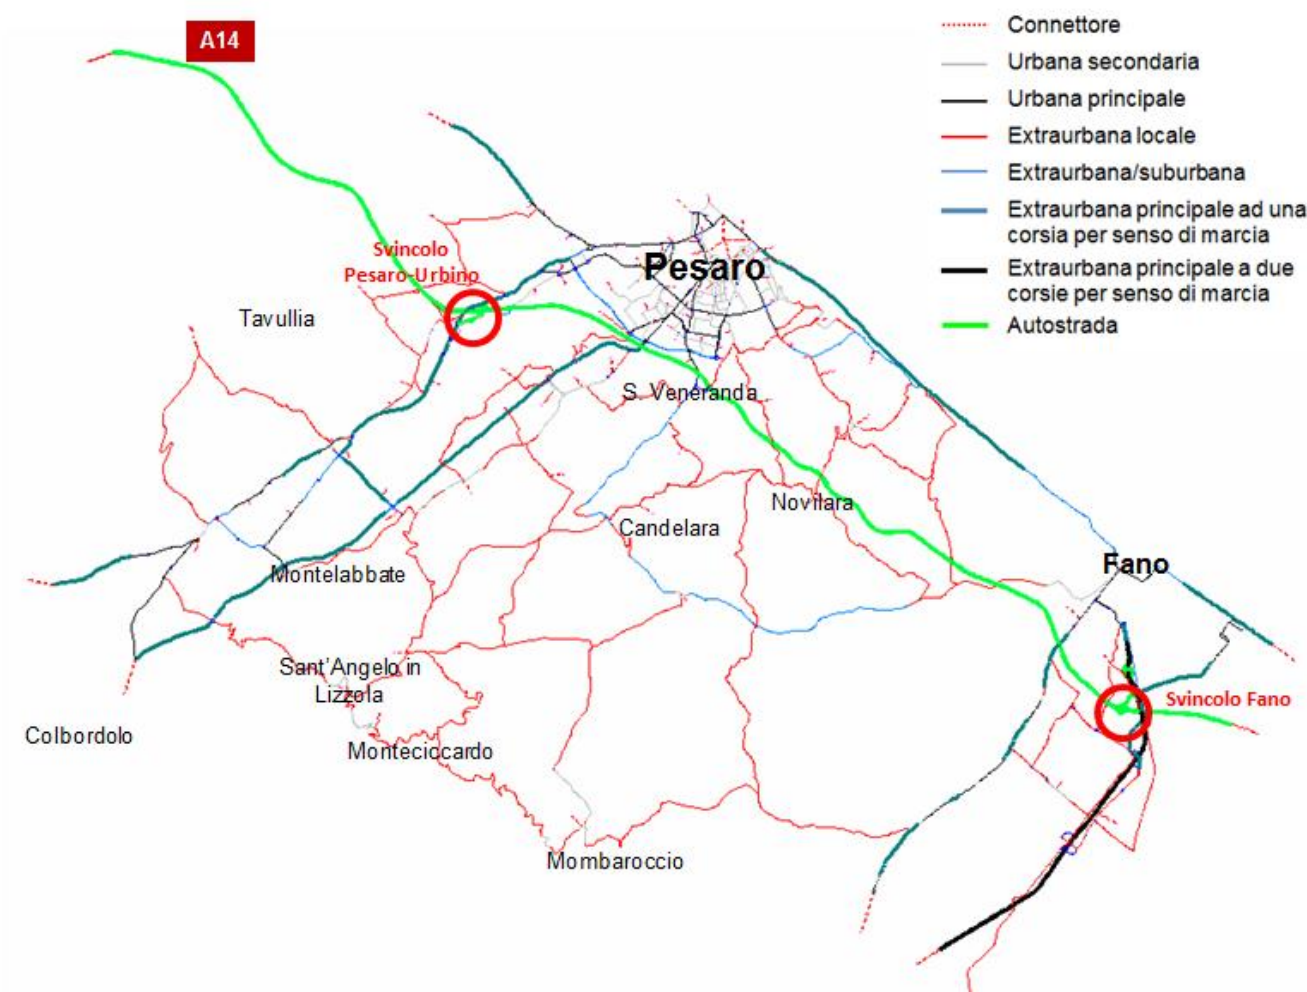 A14
Connettore
Urbana secondaria
Urbana principale
Extraurbana locale
Extraurbana/suburbana
Extraurbana principale ad una
corsia per senso di marcia
Extraurbana principale a due
corsie per senso di marcia
Autostrada
Svincolo
Pesaro-Urbino
Pesaro
Tavullia
S. Veneranda
Novilara
Candelara
Fano
Montelabbate
Sant'Angelo in
Lizzola
Svincolo Fano
Colbordolo
Monteciccardo
Mombaroccio